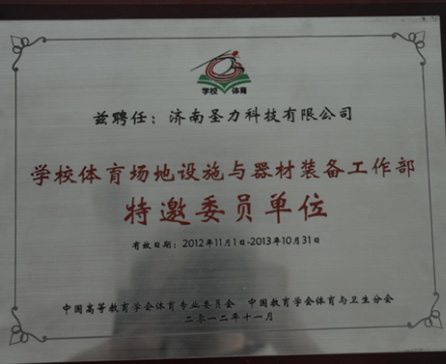 学校 体育
兹聘任：济南圣力科技有限公司
学校体育场地设施与器材装备工作部
特邀委员单位
有效日期：2012年11月1日-2013年10月31日
中国高等教育学会体育专业委员会 中国教育学会体育与卫生分会
二〇一二年十一月